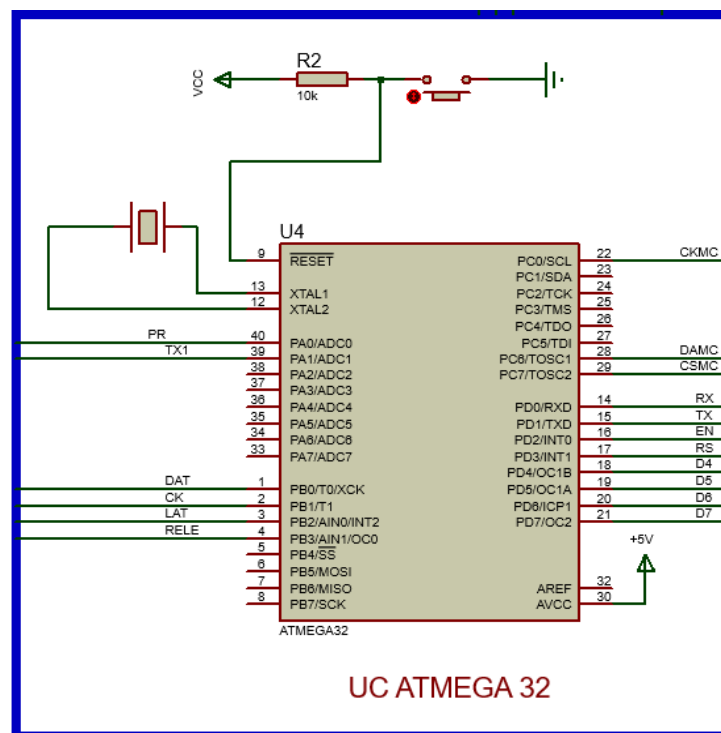 R2
VCC
10k
U4
9 RESET PC0/SCL 22 CKMC
PC1/SDA 23
13 XTAL1 PC2/TCK 24
12 XTAL2 PC3/TMS 25
PC4/TDO 26
PR 40 PA0/ADC0 PC5/TDI 27
TX1 39 PA1/ADC1 PC6/TOSC1 28 DAMC
38 PA2/ADC2 PC7/TOSC2 29 CSMC
37 PA3/ADC3
36 PA4/ADC4 PD0/RXD 14 RX
35 PA5/ADC5 PD1/TXD 15 TX
34 PA6/ADC6 PD2/INT0 16 EN
33 PA7/ADC7 PD3/INT1 17 RS
PD4/OC1B 18 D4
DAT 1 PB0/T0/XCK PD5/OC1A 19 D5
CK 2 PB1/T1 PD6/ICP1 20 D6
LAT 3 PB2/AIN0/INT2 PD7/OC2 21 D7
RELE 4 PB3/AIN1/OC0
5 PB4/SS +5V
6 PB5/MOSI
7 PB6/MISO AREF 32
8 PB7/SCK AVCC 30
ATMEGA32
UC ATMEGA 32